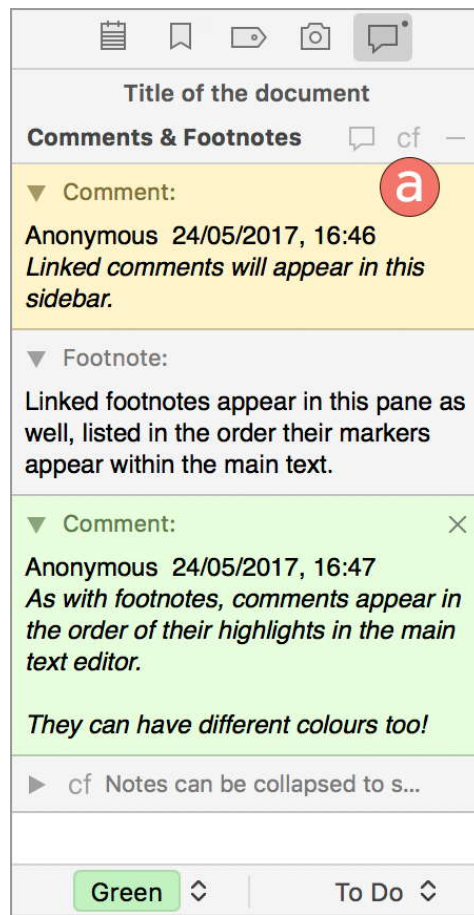 Title of the document
Comments & Footnotes cf
a
Comment:
Anonymous 24/05/2017, 16:46
Linked comments will appear in this
sidebar.
Footnote:
Linked footnotes appear in this pane as
well, listed in the order their markers
appear within the main text.
Comment:
Anonymous 24/05/2017, 16:47
As with footnotes, comments appear in
the order of their highlights in the main
text editor.
They can have different colours too!
cf Notes can be collapsed to s...
Green To Do